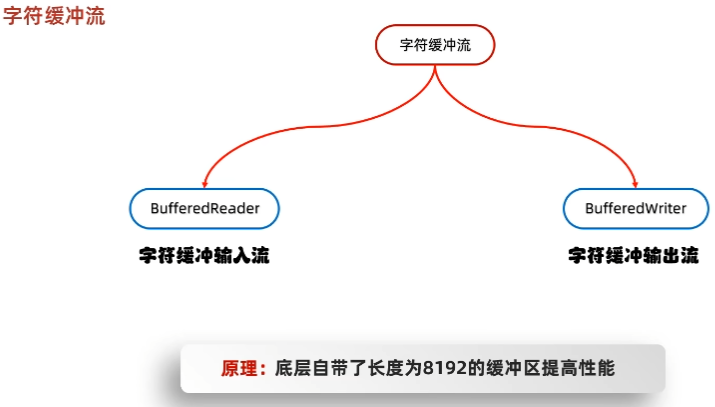 字符缓冲流
字符缓冲流
BufferedReader
BufferedWriter
字符缓冲输入流
字符缓冲输出流
原理：底层自带了长度为8192的缓冲区提高性能